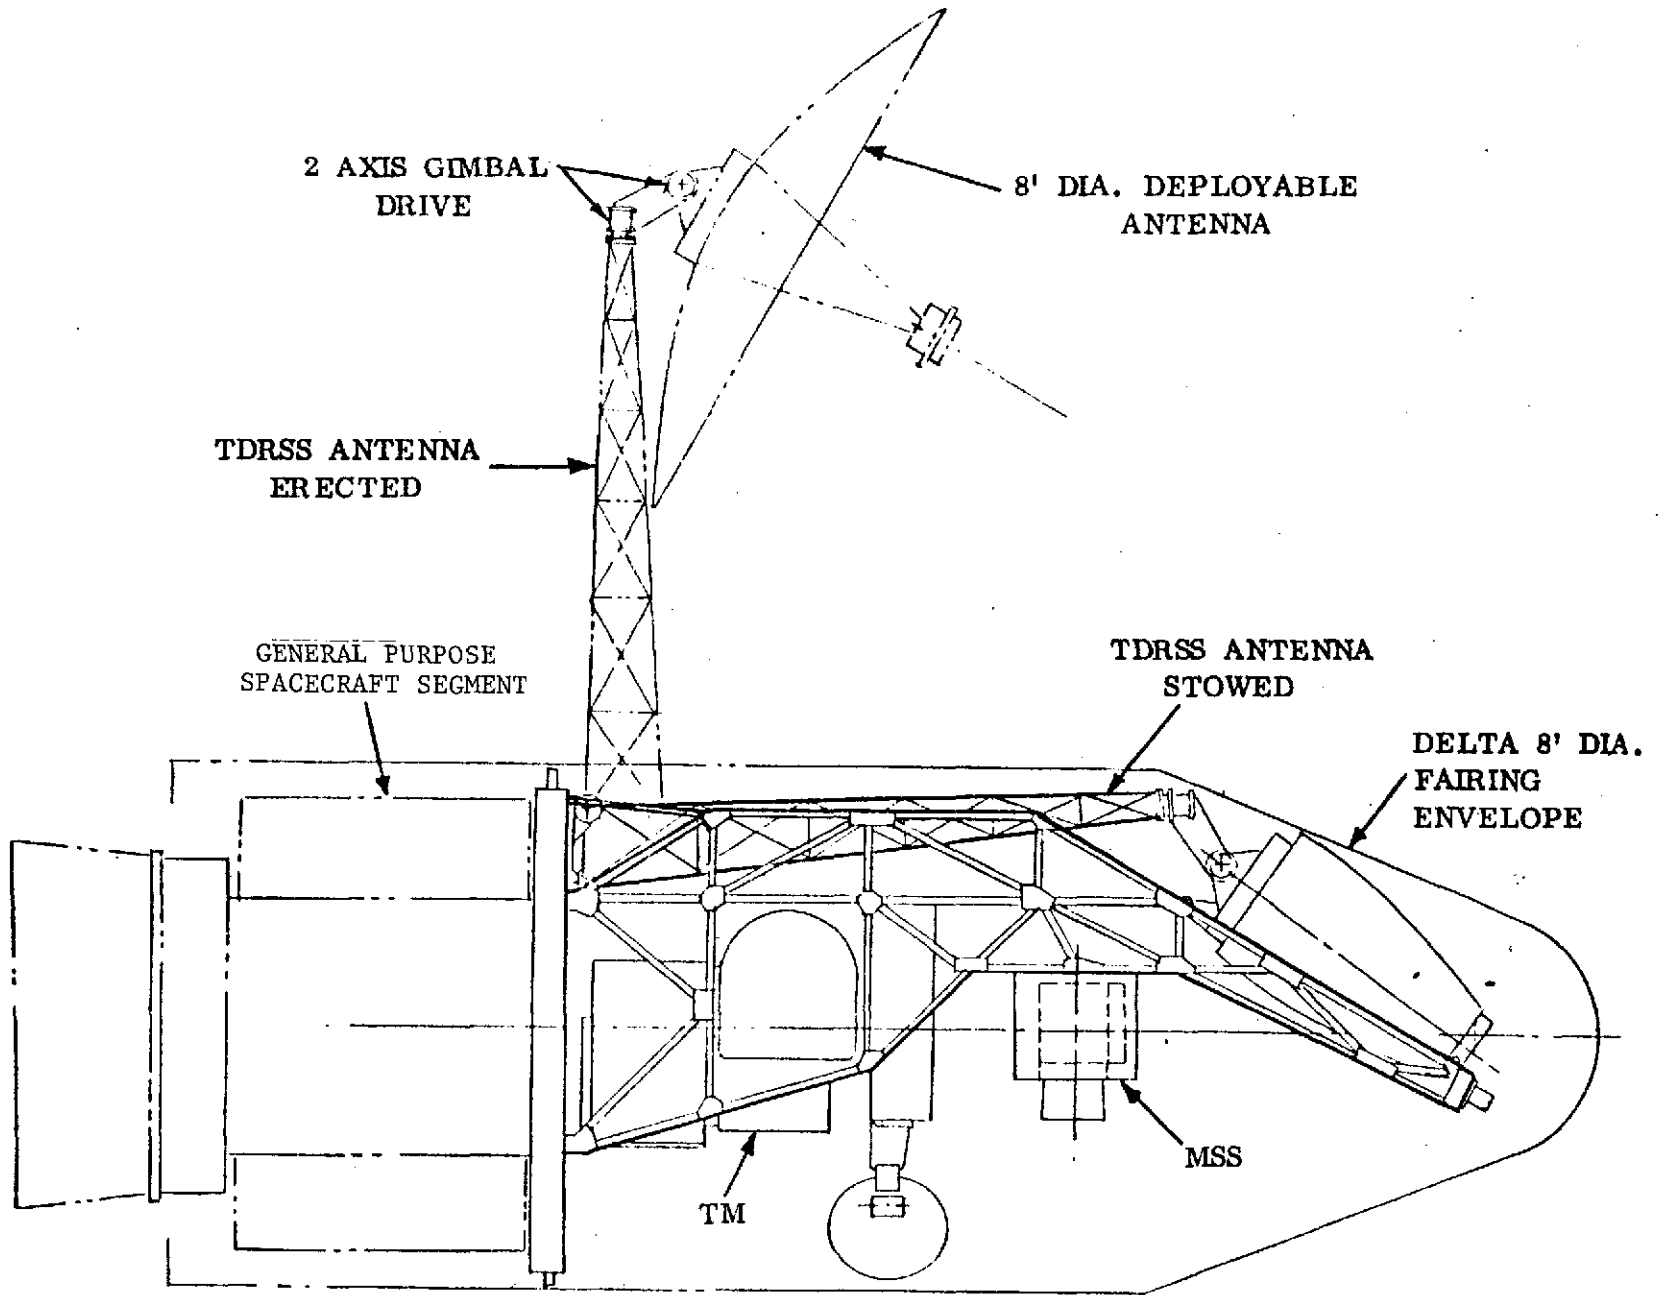 2 AXIS GIMBAL
DRIVE
8' DIA. DEPLOYABLE
ANTENNA
TDRSS ANTENNA
ERECTED
GENERAL PURPOSE
SPACECRAFT SEGMENT
TDRSS ANTENNA
STOWED
DELTA 8' DIA.
FAIRING
ENVELOPE
MSS
TM